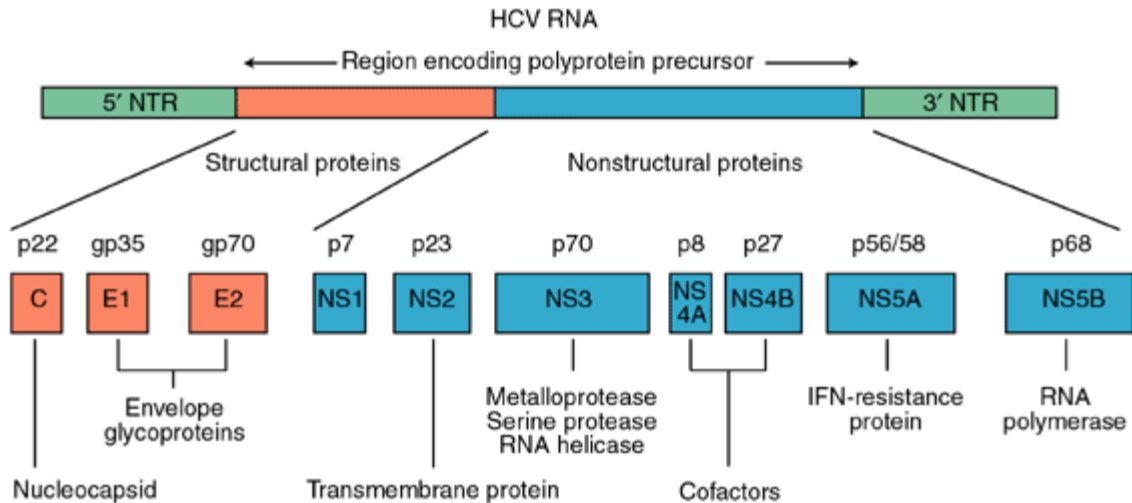 HCV RNA
Region encoding polyprotein precursor
5′ NTR
3′ NTR
Structural proteins
Nonstructural proteins
p22 gp35 gp70 p7 p23 p70 p8 p27 p56/58 p68
C E1 E2 NS1 NS2 NS3 NS
4A NS4B NS5A NS5B
Envelope
glycoproteins
Metalloprotease
Serine protease
RNA helicase
IFN-resistance
protein
RNA
polymerase
Nucleocapsid
Transmembrane protein
Cofactors